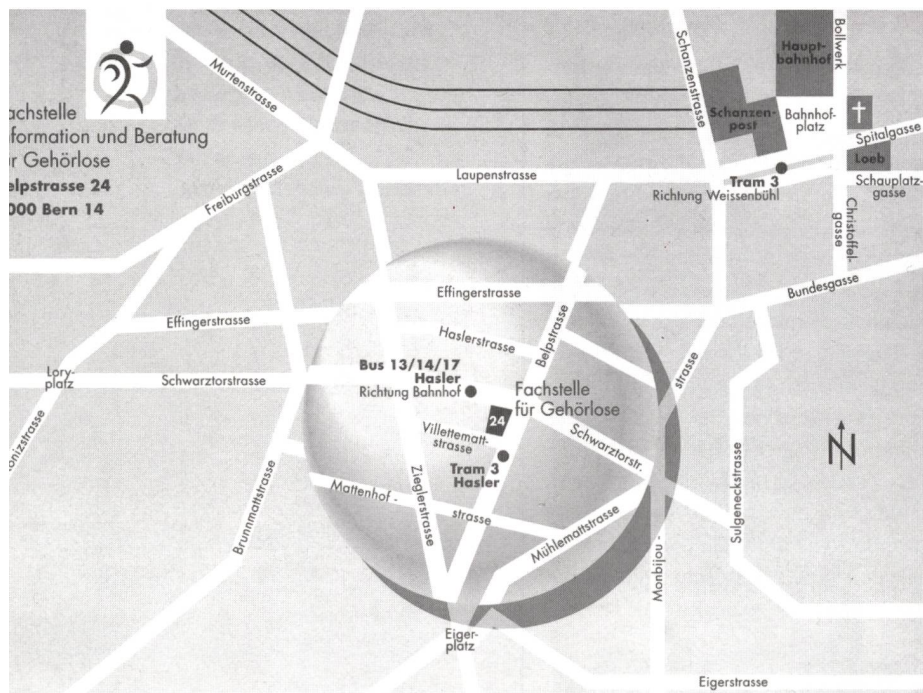 achstelle
nformation und Beratung
ür Gehörlose
elpstrasse 24
000 Bern 14
Murtenstrasse
Freiburgstrasse
Laupenstrasse
Schanzenstrasse
Schanzen-
post
Haupt-
bahnhof
Bollwerk
Bahnhof-
platz
Spitalgasse
Loeb
Schauplatz-
gasse
Tram 3
Richtung Weissenbühl
Christoffel-
gasse
Bundesgasse
Effingerstrasse
Effingerstrasse
Haslerstrasse
Belpstrasse
Lory-
platz
Schwarztorstrasse
Bus 13/14/17
Hasler
Richtung Bahnhof
Fachstelle
für Gehörlose
24
Villettematt-
strasse
Schwarztorstr.
Tram 3
Hasler
Zieglerstrasse
Mattenhof-
strasse
Mühlemattstrasse
Brunnmattstrasse
onizstrasse
strasse
Monbijou-
Sulgeneckstrasse
N
Eiger-
platz
Eigerstrasse